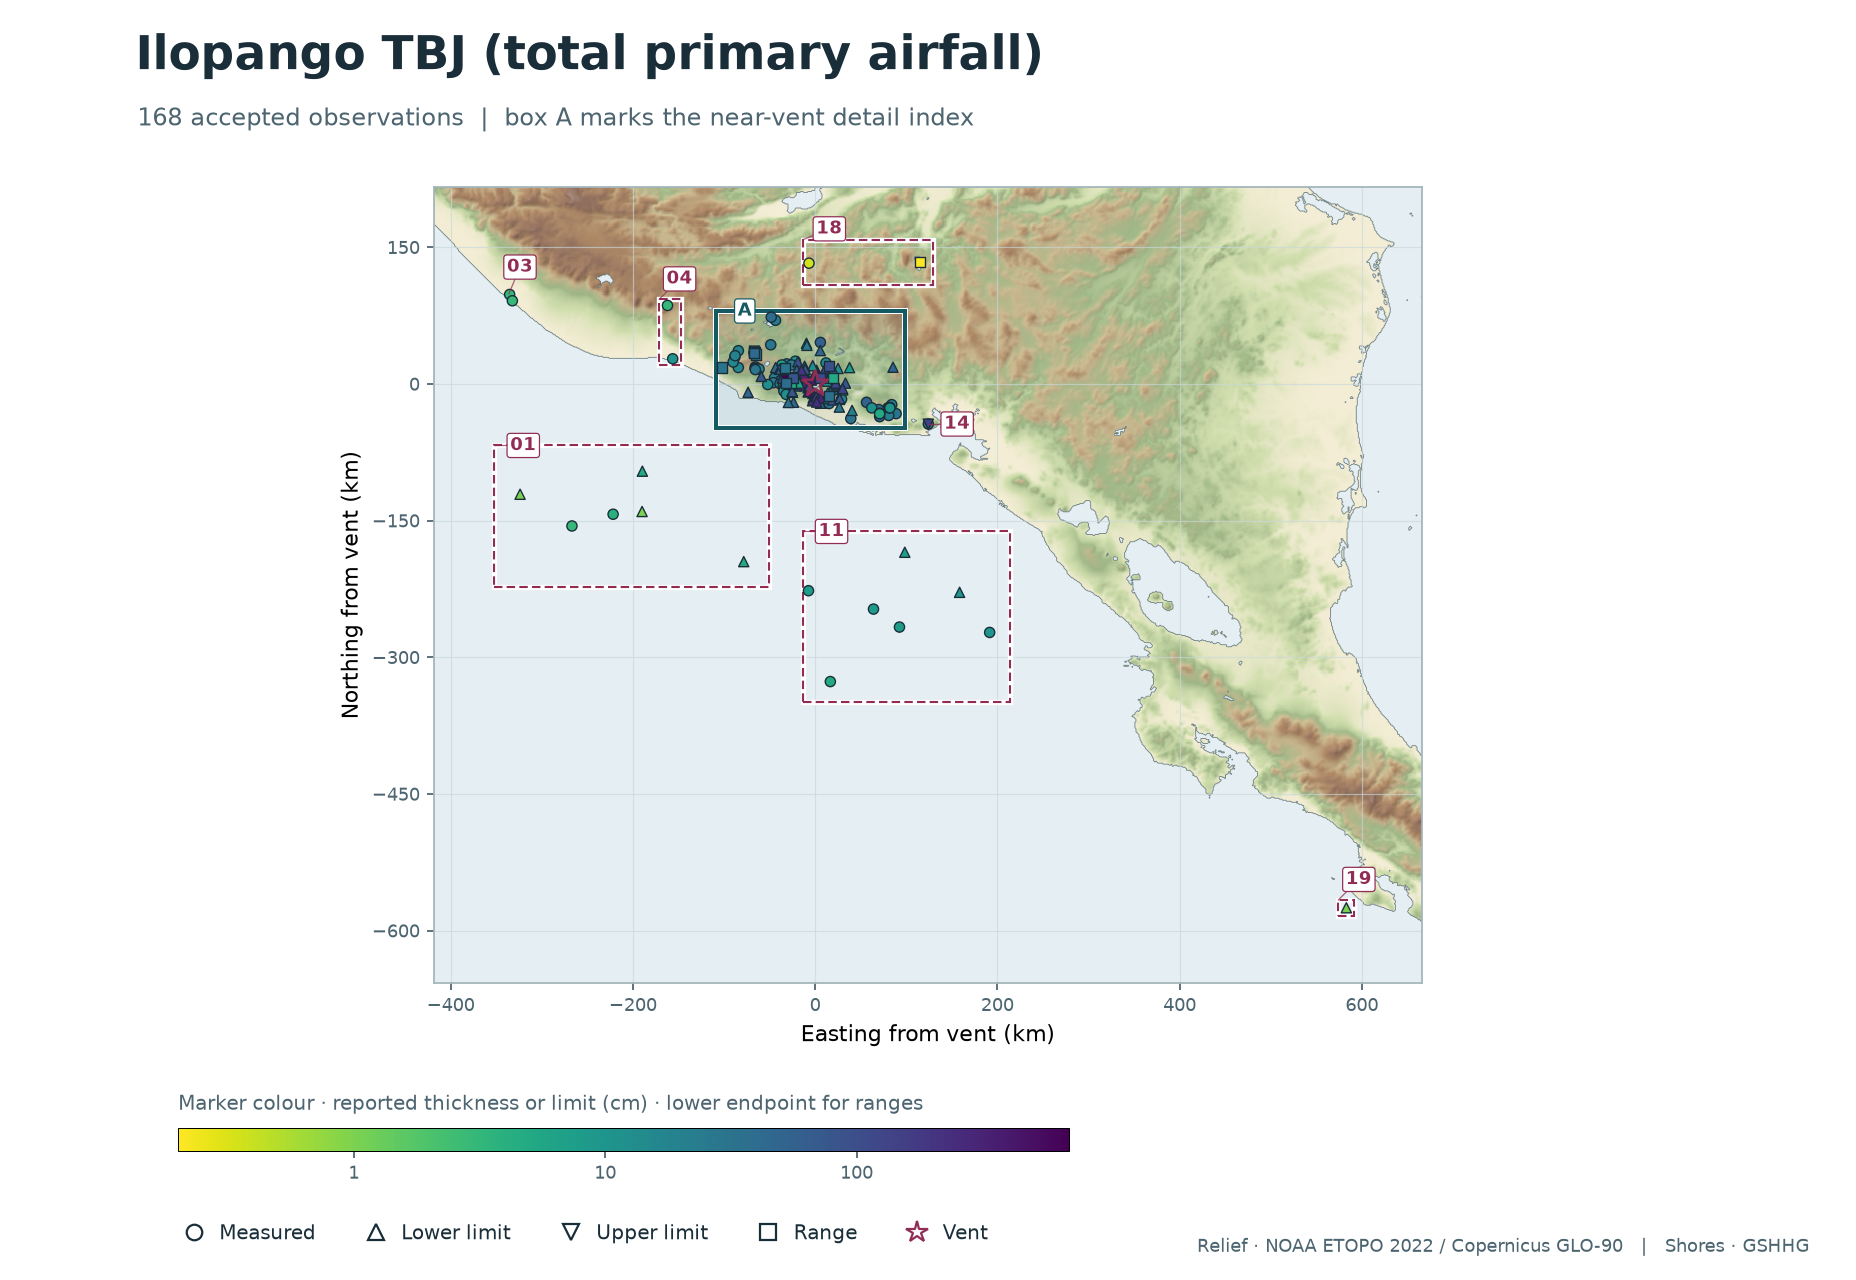 Ilopango TBJ (total primary airfall)
168 accepted observations | box A marks the near-vent detail index
18
03
04
A
14
01
11
19
150
0
−150
−300
−450
−600
Northing from vent (km)
−400
−200
0
200
400
600
Easting from vent (km)
Marker colour · reported thickness or limit (cm) · lower endpoint for ranges
1
10
100
Measured
Lower limit
Upper limit
Range
Vent
Relief · NOAA ETOPO 2022 / Copernicus GLO-90 | Shores · GSHHG